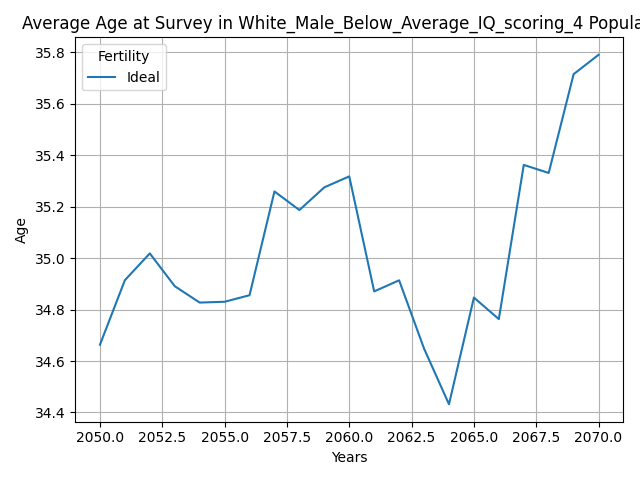 Average Age at Survey in White_Male_Below_Average_IQ_scoring_4 Popula
Fertility
Ideal
35.8
35.6
35.4
35.2
35.0
34.8
34.6
34.4
Age
2050.0 2052.5 2055.0 2057.5 2060.0 2062.5 2065.0 2067.5 2070.0
Years